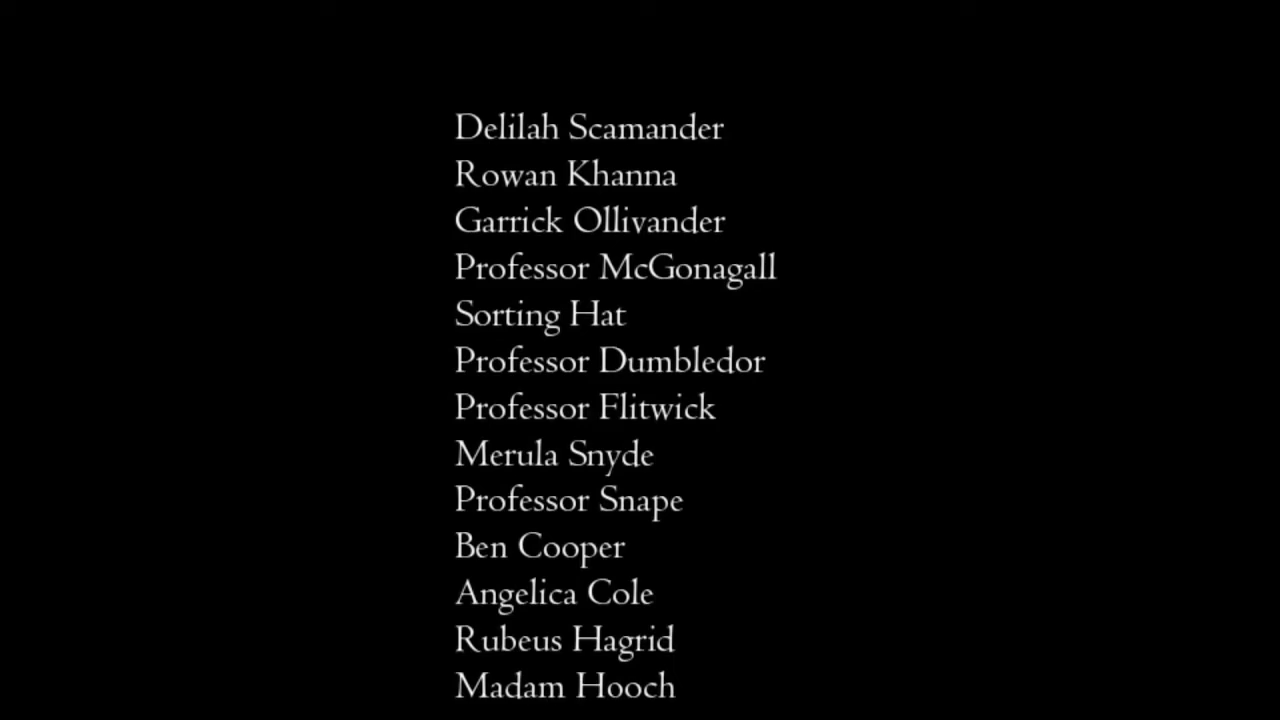 Delilah Scamander
Rowan Khanna
Garrick Ollivander
Professor McGonagall
Sorting Hat
Professor Dumbledor
Professor Flitwick
Merula Snyde
Professor Snape
Ben Cooper
Angelica Cole
Rubeus Hagrid
Madam Hooch